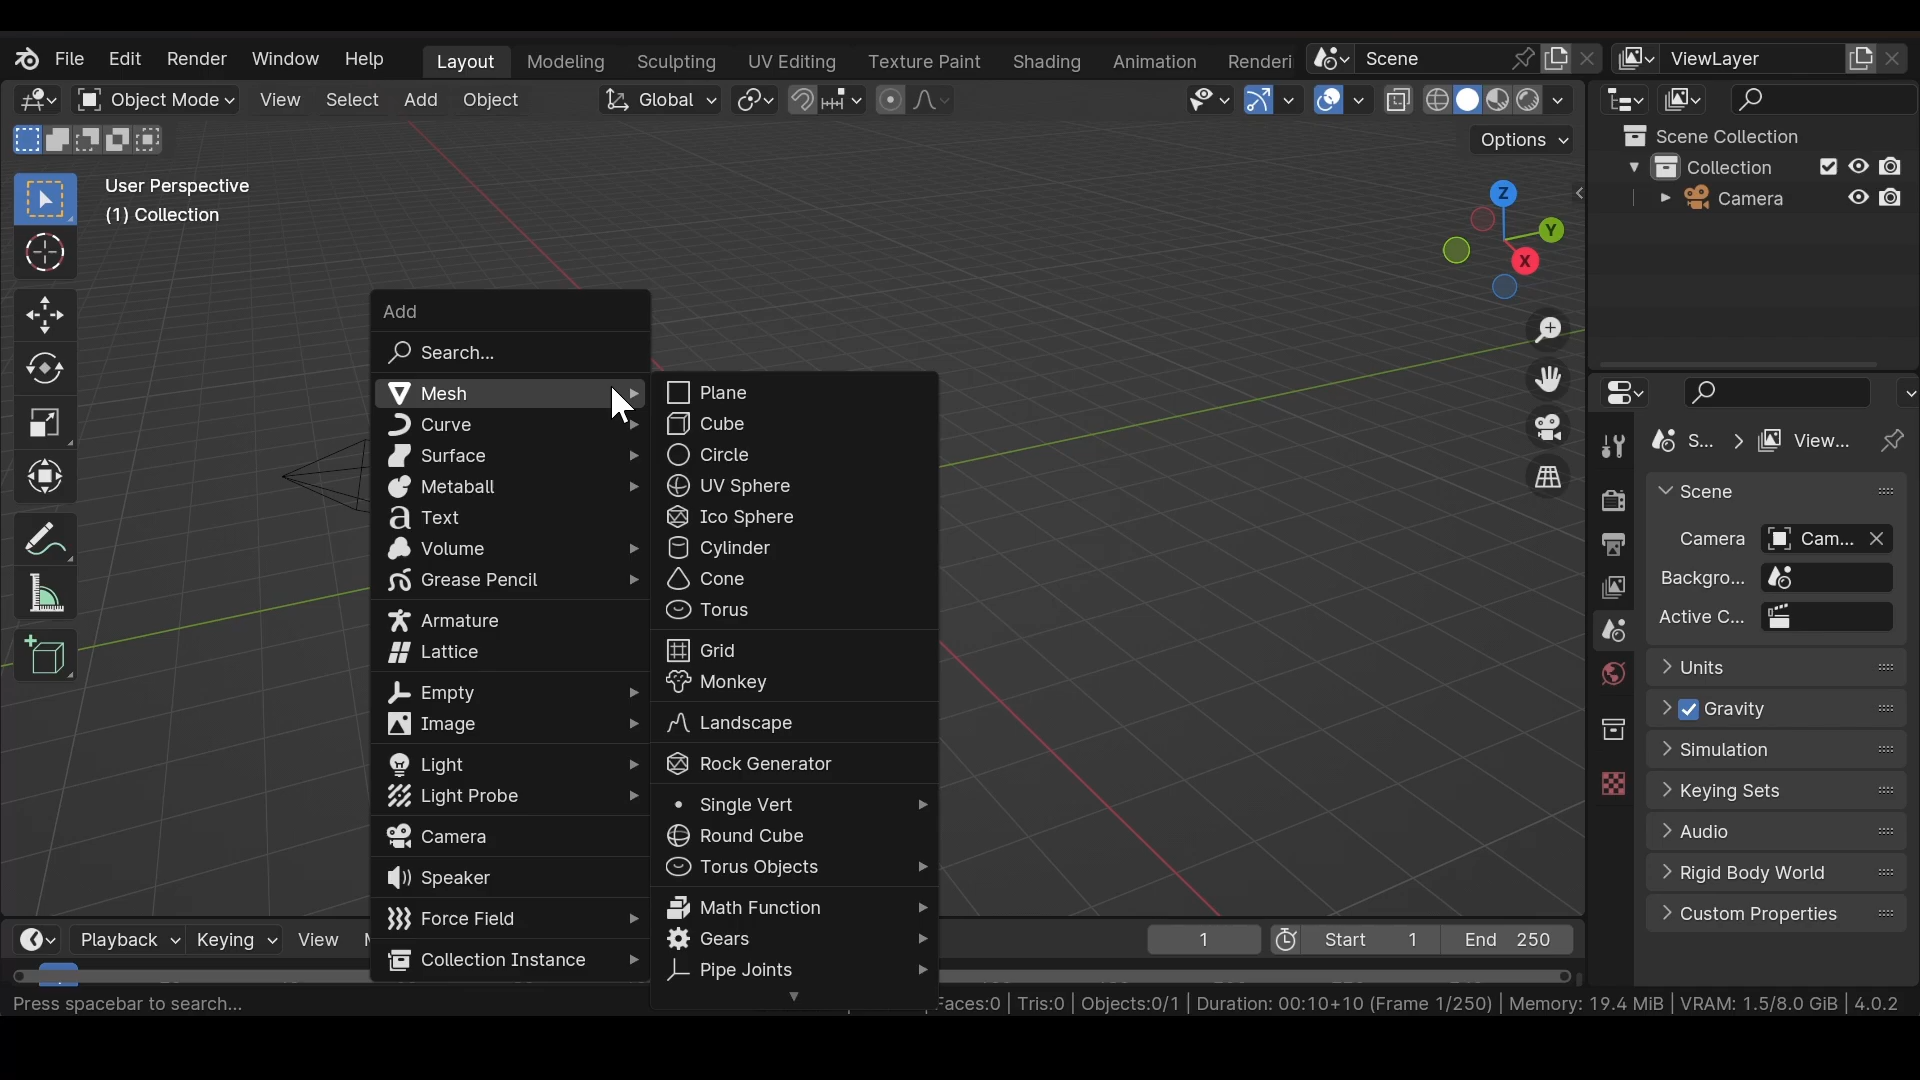 File Edit Render Window Help Layout Modeling Sculpting UV Editing Texture Paint Shading Animation Renderi Scene ViewLayer
Object Mode View Select Add Object Global
Options
User Perspective
(1) Collection
Z
Y
X
Scene Collection
Collection
Camera
Add
Search...
Mesh
Curve
Surface
Metaball
Text
Volume
Grease Pencil
Armature
Lattice
Empty
Image
Light
Light Probe
Camera
Speaker
Force Field
Collection Instance
Plane
Cube
Circle
UV Sphere
Ico Sphere
Cylinder
Cone
Torus
Grid
Monkey
Landscape
Rock Generator
Single Vert
Round Cube
Torus Objects
Math Function
Gears
Pipe Joints
S... View...
Scene
Camera Cam...
Backgro...
Active C...
Units
Gravity
Simulation
Keying Sets
Audio
Rigid Body World
Custom Properties
Playback Keying View 1 Start 1 End 250
Press spacebar to search... Faces:0 | Tris:0 | Objects:0/1 | Duration: 00:10+10 (Frame 1/250) | Memory: 19.4 MiB | VRAM: 1.5/8.0 GiB | 4.0.2